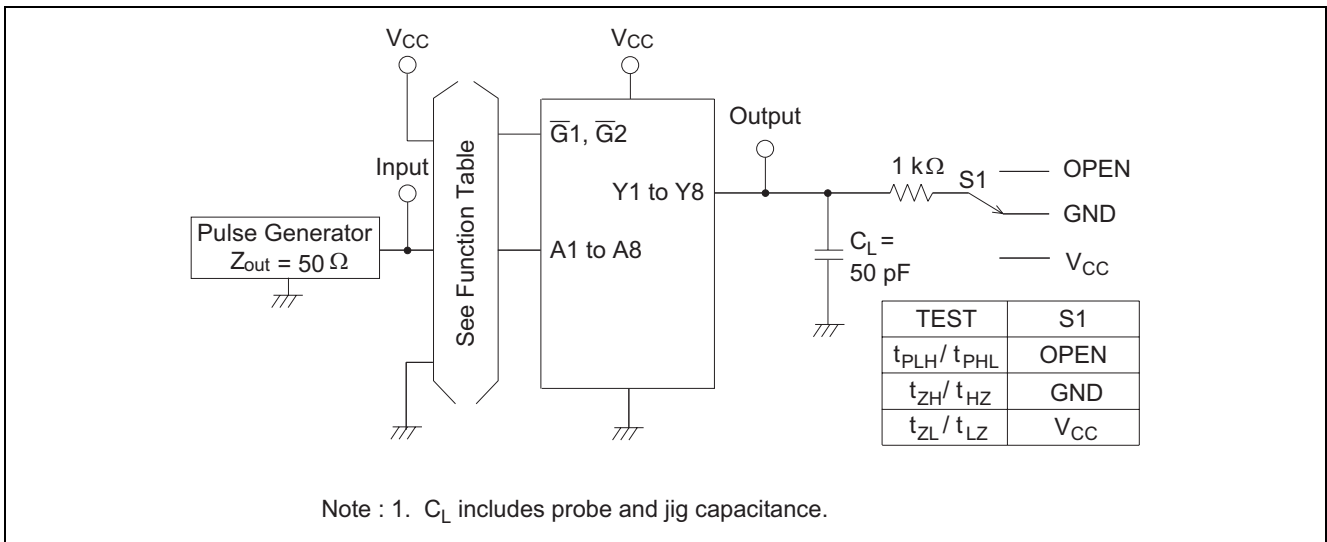 VCC
VCC
Output
Input
G̅1, G̅2
1 kΩ
S1
OPEN
See Function Table
Y1 to Y8
GND
Pulse Generator
Zout = 50 Ω
A1 to A8
CL =
50 pF
VCC
TEST S1
tPLH/ tPHL OPEN
tZH/ tHZ GND
tZL / tLZ VCC
Note : 1. CL includes probe and jig capacitance.